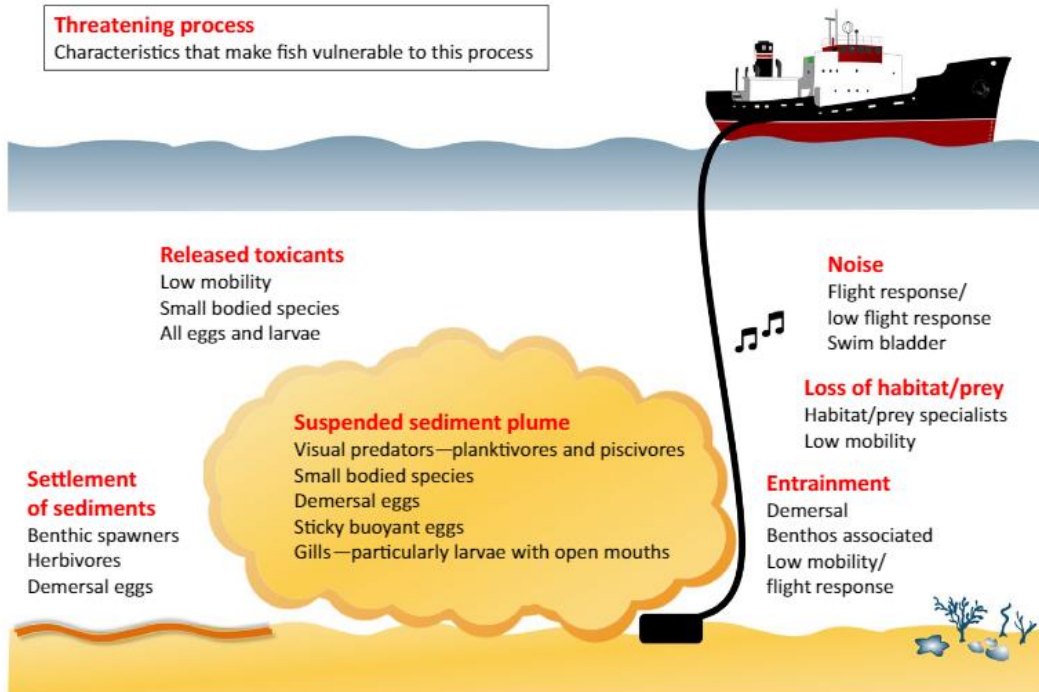 Threatening process
Characteristics that make fish vulnerable to this process
Released toxicants
Low mobility
Small bodied species
All eggs and larvae
Noise
Flight response/
low flight response
Swim bladder
Loss of habitat/prey
Habitat/prey specialists
Low mobility
Suspended sediment plume
Visual predators—planktivores and piscivores
Small bodied species
Demersal eggs
Sticky buoyant eggs
Gills—particularly larvae with open mouths
Settlement
of sediments
Benthic spawners
Herbivores
Demersal eggs
Entrainment
Demersal
Benthos associated
Low mobility/
flight response